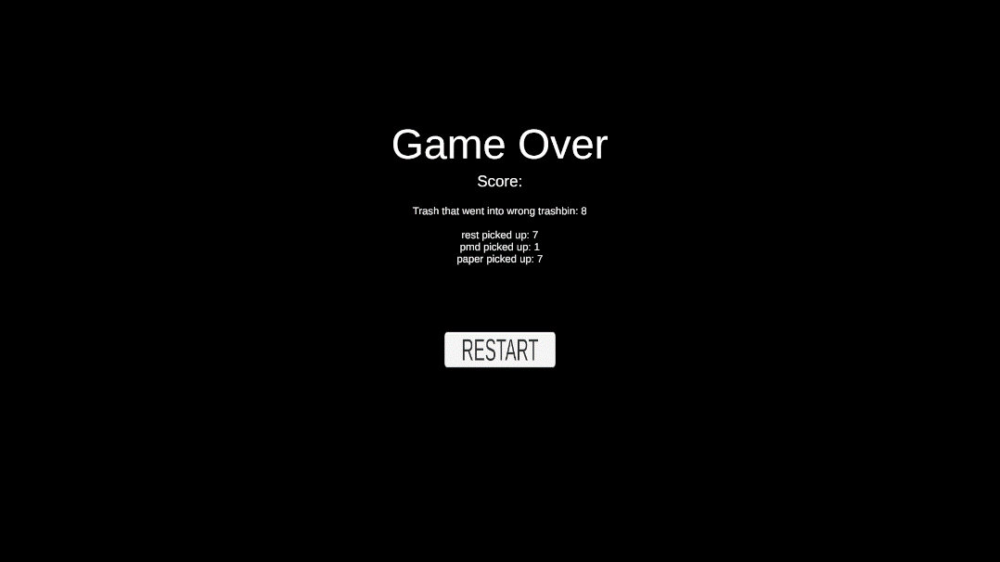 Game Over
Score:
Trash that went into wrong trashbin: 8
rest picked up: 7
pmd picked up: 1
paper picked up: 7
RESTART